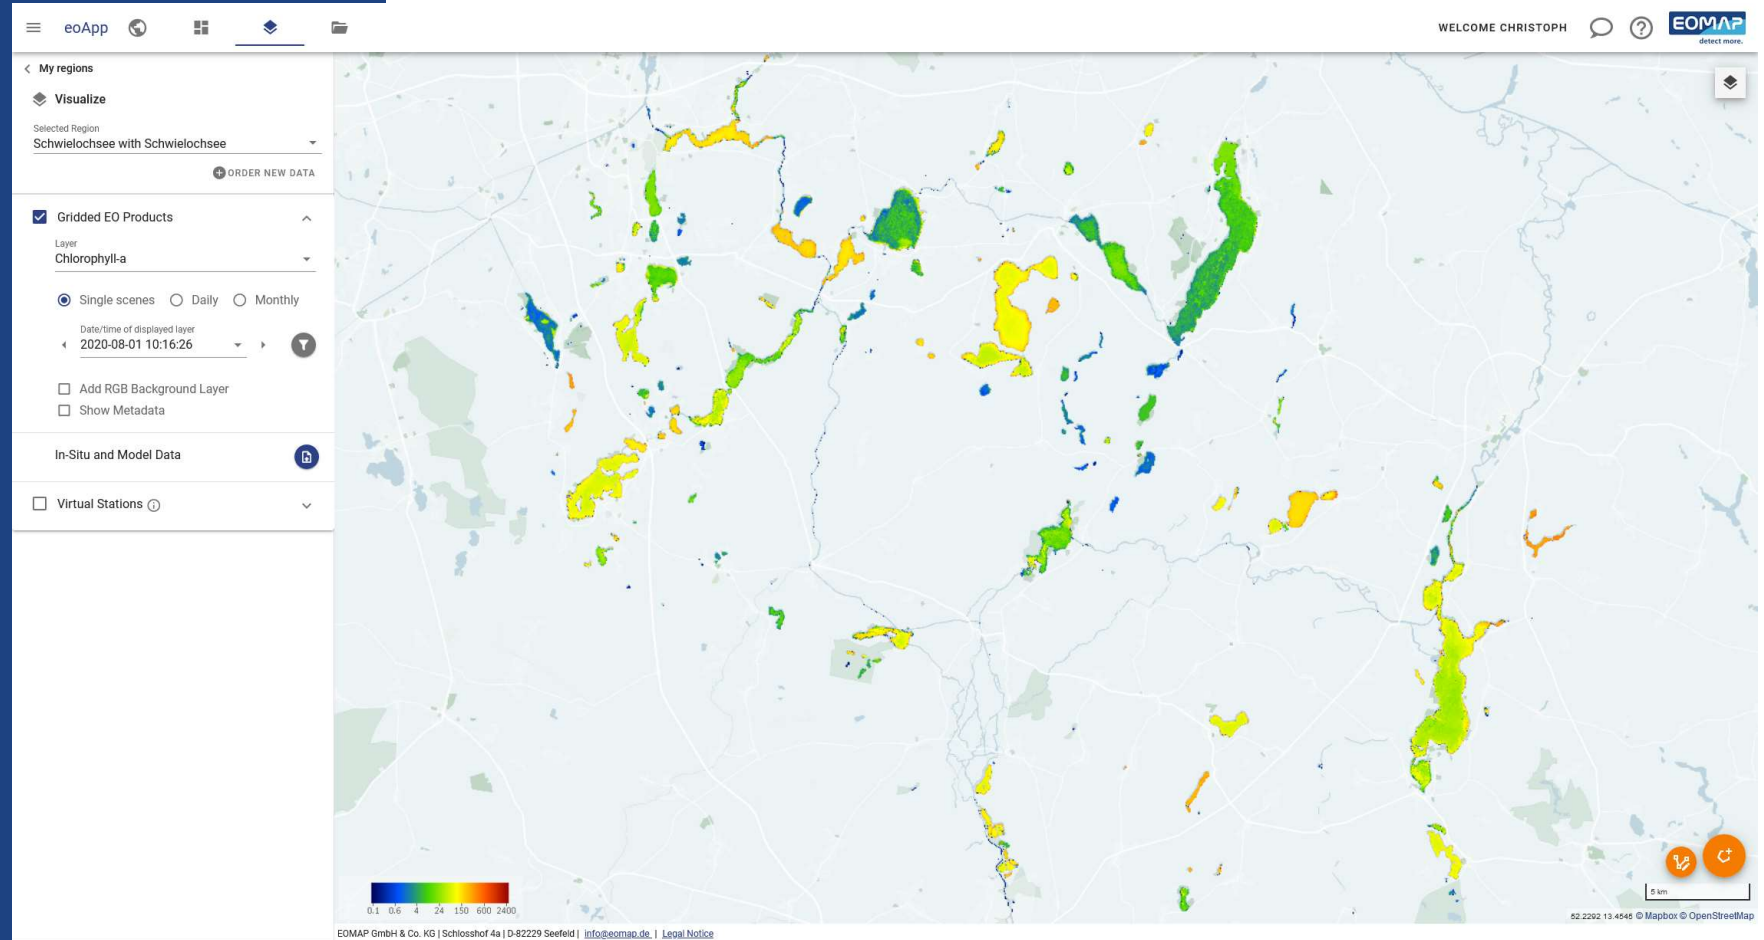 eoApp
WELCOME CHRISTOPH
EOMAP
detect more.
My regions
Visualize
Selected Region
Schwielochsee with Schwielochsee
ORDER NEW DATA
Gridded EO Products
Layer
Chlorophyll-a
Single scenes Daily Monthly
Date/time of displayed layer
2020-08-01 10:16:26
Add RGB Background Layer
Show Metadata
In-Situ and Model Data
Virtual Stations
0.1 0.6 4 24 150 600 2400
5 km
52.2292 13.4545 © Mapbox © OpenStreetMap
EOMAP GmbH & Co. KG | Schlosshof 4a | D-82229 Seefeld | info@eomap.de | Legal Notice